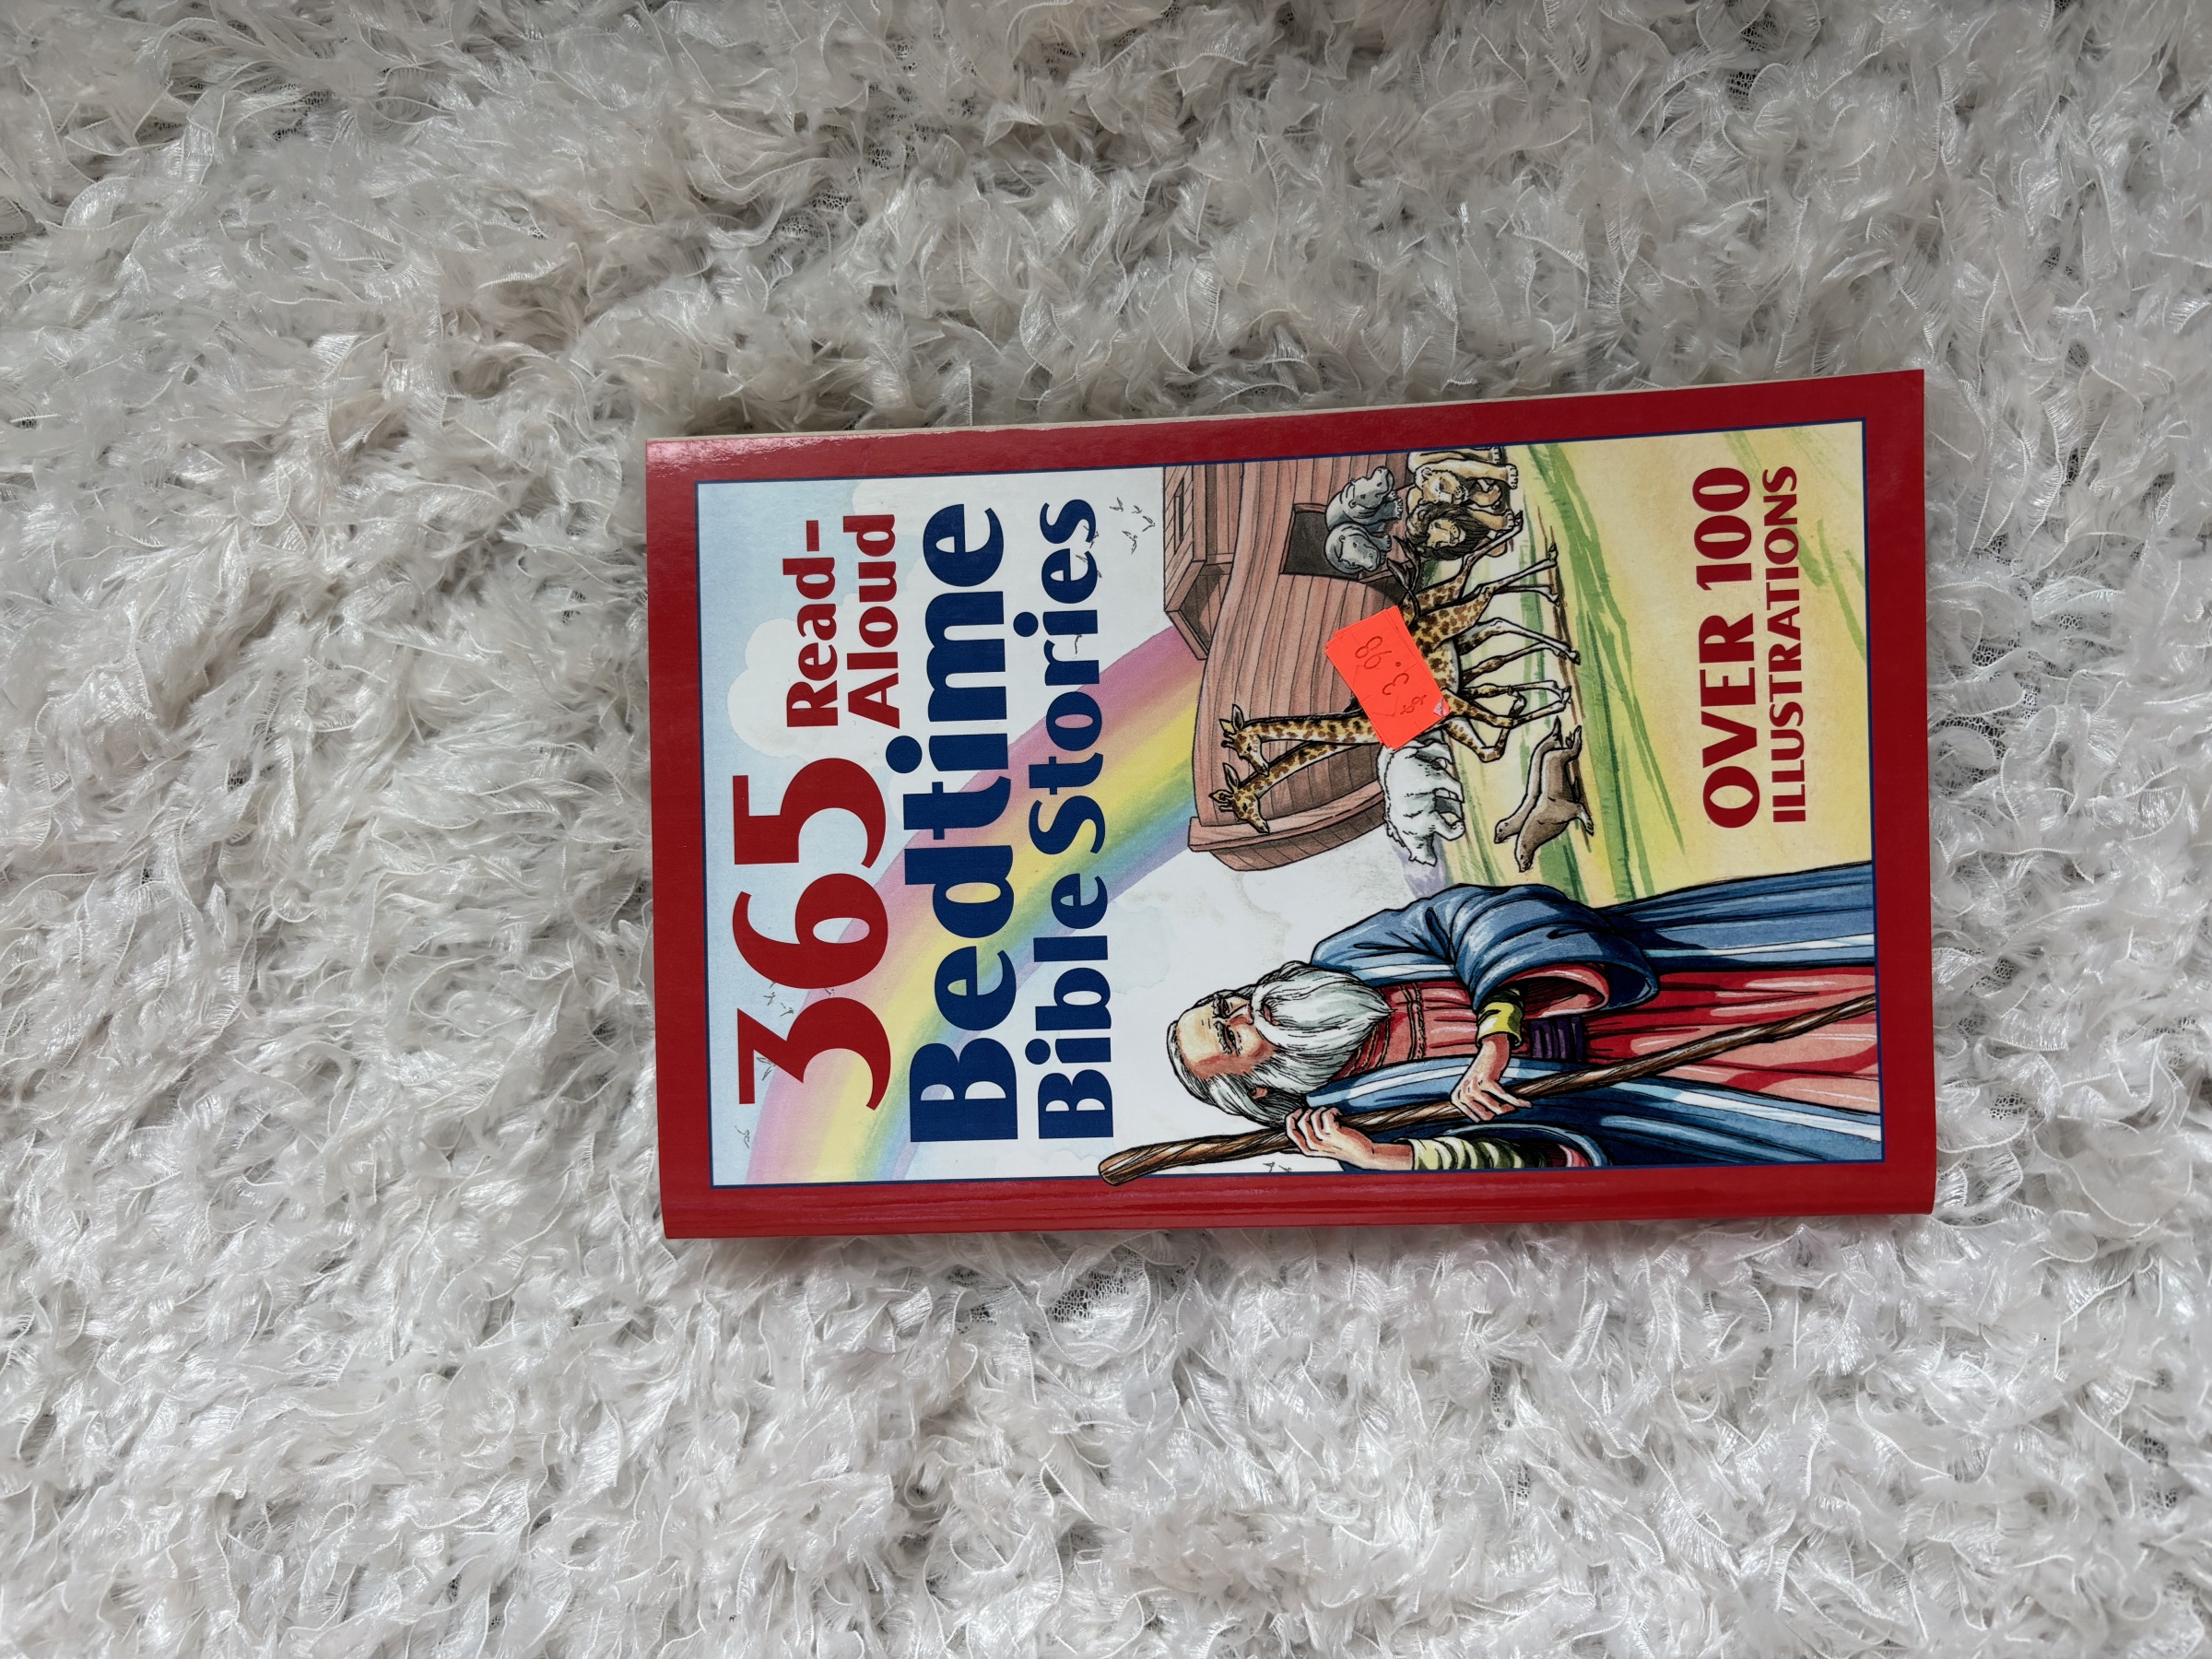 365 Read-
Aloud
Bedtime
Bible Stories
$3.98
OVER 100
ILLUSTRATIONS